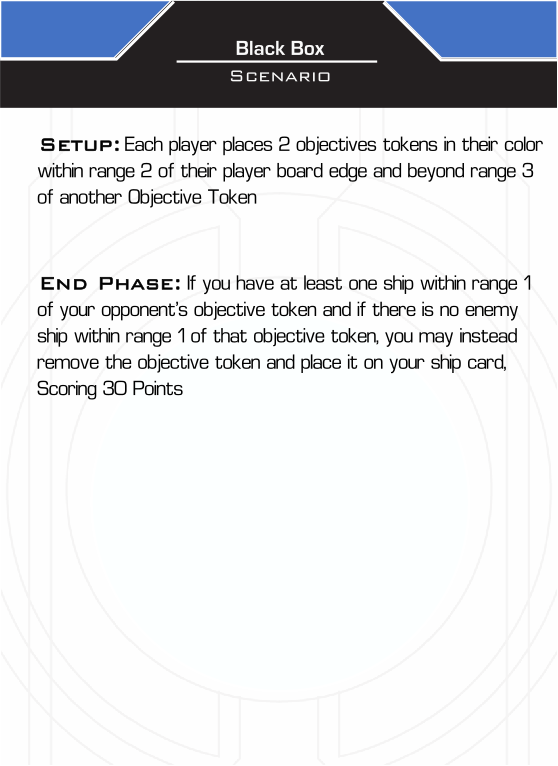 Black Box
Scenario
Setup: Each player places 2 objectives tokens in their color
within range 2 of their player board edge and beyond range 3
of another Objective Token
End Phase: If you have at least one ship within range 1
of your opponent's objective token and if there is no enemy
ship within range 1 of that objective token, you may instead
remove the objective token and place it on your ship card,
Scoring 30 Points